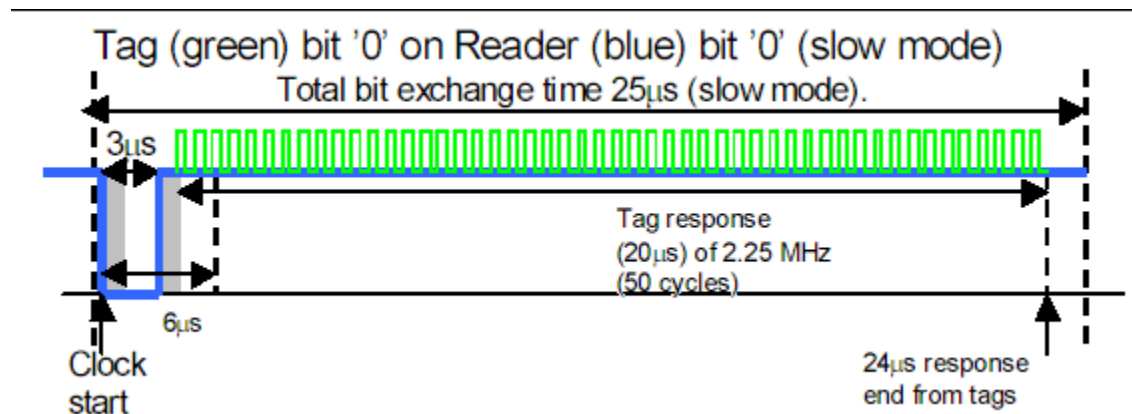 Tag (green) bit '0' on Reader (blue) bit '0' (slow mode)
Total bit exchange time 25μs (slow mode).
3μs
Tag response
(20μs) of 2.25 MHz
(50 cycles)
6μs
Clock
start
24μs response
end from tags